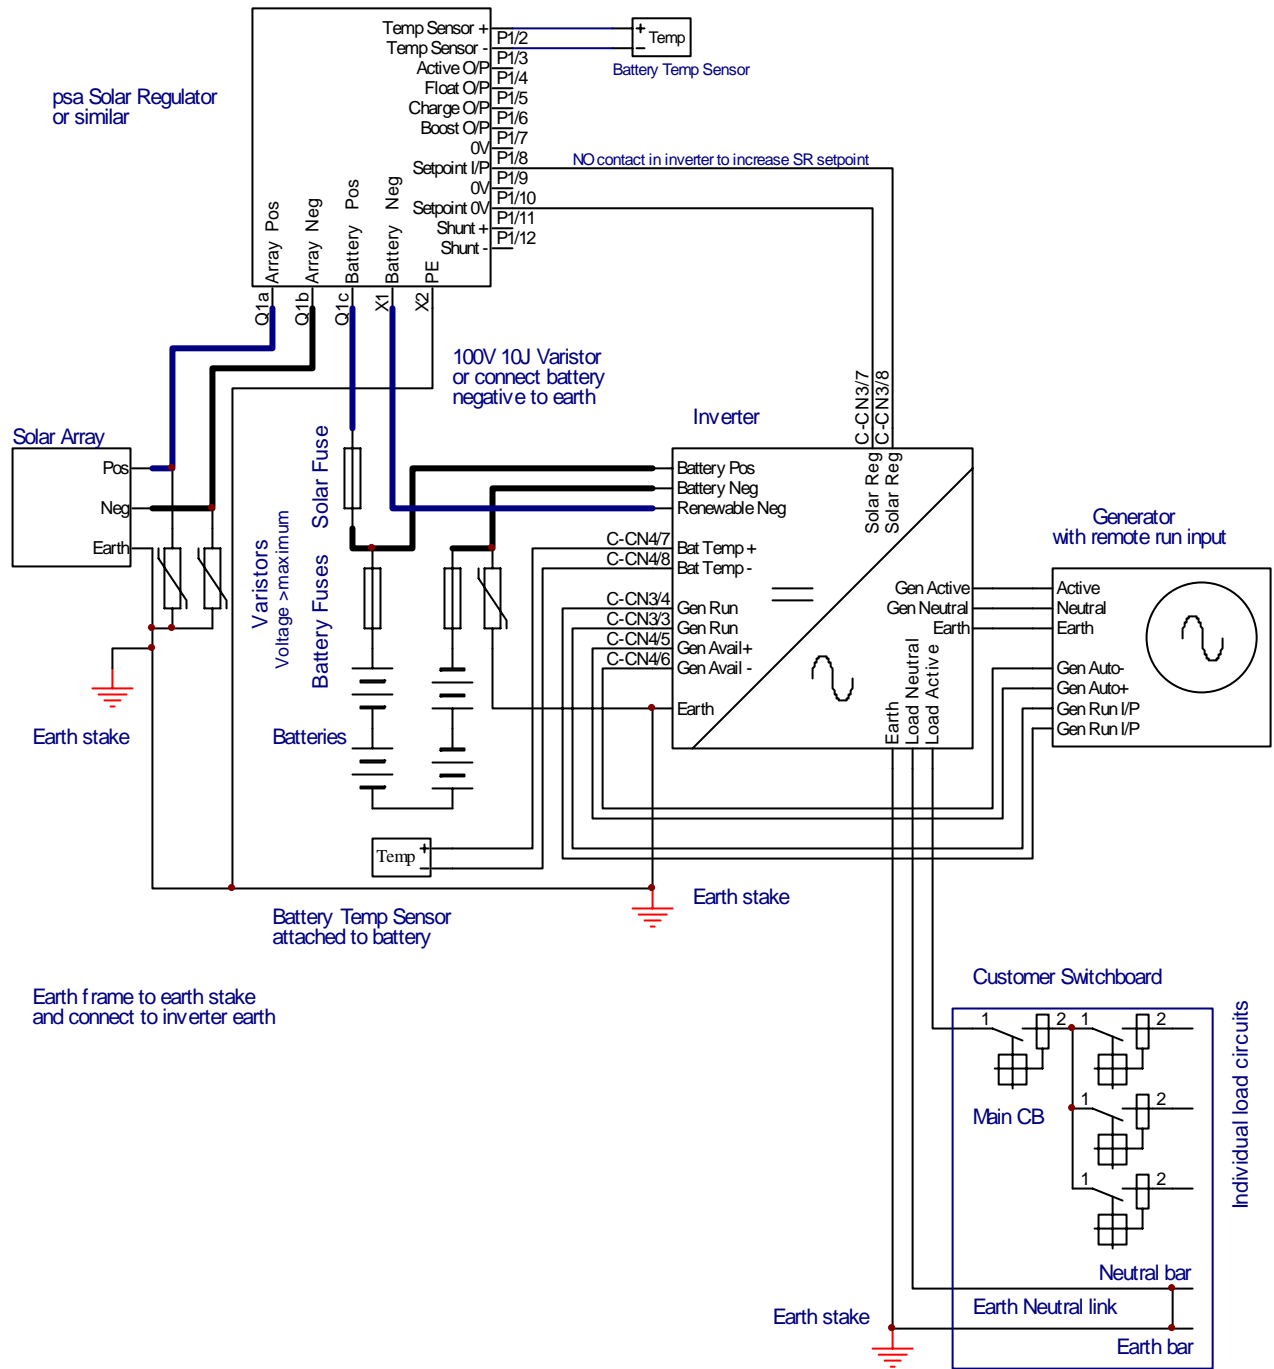 psa Solar Regulator
or similar
Temp Sensor +
Temp Sensor -
Active O/P
Float O/P
Charge O/P
Boost O/P
0V
Setpoint I/P
0V
Setpoint 0V
Shunt +
Shunt -
P1/2
P1/3
P1/4
P1/5
P1/6
P1/7
P1/8
P1/9
P1/10
P1/11
P1/12
+
Temp
-
Battery Temp Sensor
NO contact in inverter to increase SR setpoint
Array Pos
Array Neg
Battery Pos
Battery Neg
PE
Q1a
Q1b
Q1c
X1
X2
100V 10J Varistor
or connect battery
negative to earth
Solar Array
Pos
Neg
Earth
Varistors
Voltage >maximum
Solar Fuse
Battery Fuses
Batteries
Earth stake
Inverter
C-CN3/7
C-CN3/8
Solar Reg
Solar Reg
Battery Pos
Battery Neg
Renewable Neg
C-CN4/7
C-CN4/8
Bat Temp +
Bat Temp -
C-CN3/4
C-CN3/3
C-CN4/5
C-CN4/6
Gen Run
Gen Run
Gen Avail+
Gen Avail -
Earth
Gen Active
Gen Neutral
Earth
Earth
Load Neutral
Load Active
Generator
with remote run input
Active
Neutral
Earth
Gen Auto-
Gen Auto+
Gen Run I/P
Gen Run I/P
Temp
+
-
Battery Temp Sensor
attached to battery
Earth stake
Earth frame to earth stake
and connect to inverter earth
Customer Switchboard
1 2 1 2
Main CB
1 2
1 2
Individual load circuits
Neutral bar
Earth Neutral link
Earth bar
Earth stake